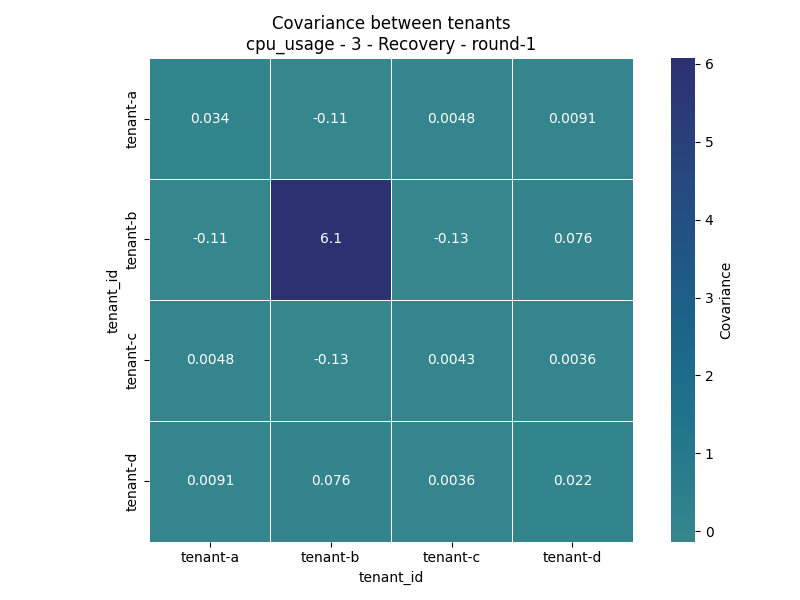 Covariance between tenants
cpu_usage - 3 - Recovery - round-1
tenant_id
tenant-a
0.034
-0.11
0.0048
0.0091
tenant-b
-0.11
6.1
-0.13
0.076
tenant-c
0.0048
-0.13
0.0043
0.0036
tenant-d
0.0091
0.076
0.0036
0.022
tenant-a
tenant-b
tenant-c
tenant-d
tenant_id
6
5
4
3
2
1
0
Covariance